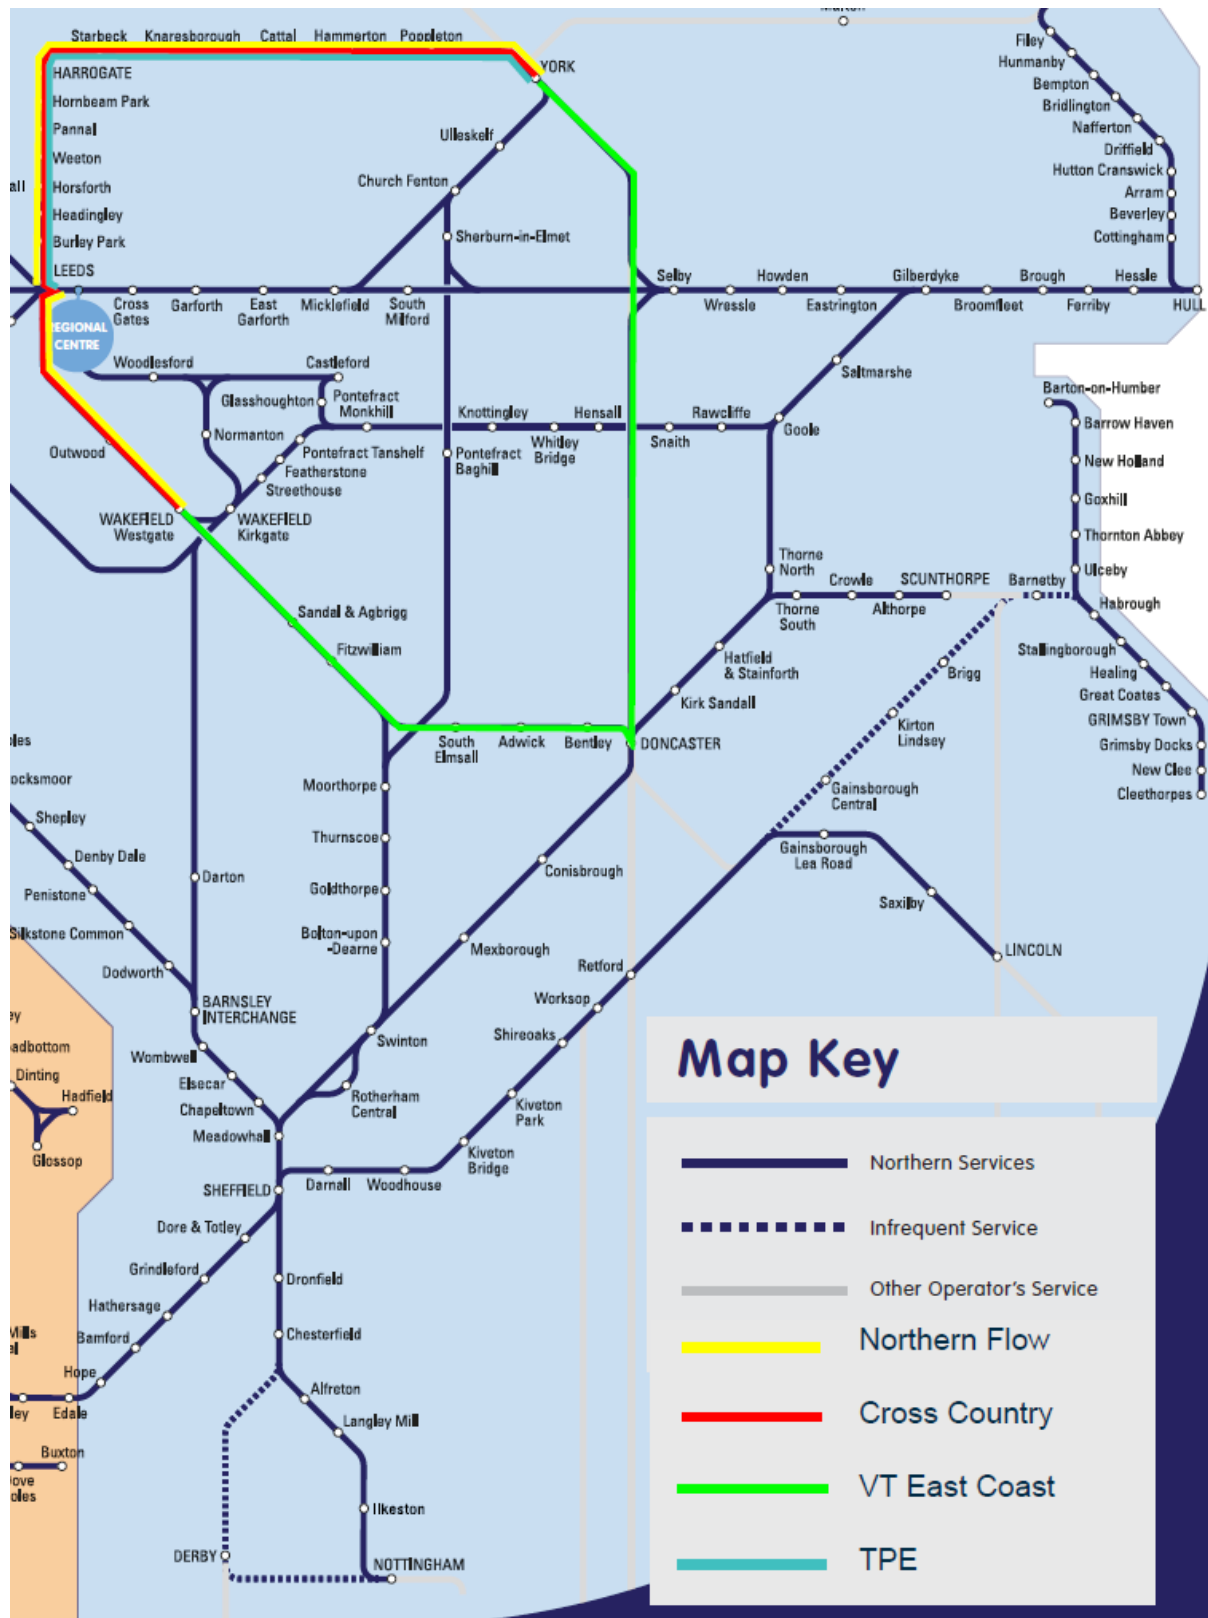 Starbeck
Knaresborough
Cattal
Hammerton
Poppleton
YORK
HARROGATE
Hornbeam Park
Pannal
Weeton
Horsforth
Headingley
Burley Park
LEEDS
REGIONAL
CENTRE
Ulleskelf
Church Fenton
Sherburn-in-Elmet
Filey
Hunmanby
Bempton
Bridlington
Nafferton
Driffield
Hutton Cranswick
Arram
Beverley
Cottingham
Cross
Gates
Garforth
East
Garforth
Micklefield
South
Milford
Selby
Wressle
Howden
Eastrington
Gilberdyke
Broomfleet
Brough
Ferriby
Hessle
HULL
Woodlesford
Castleford
Glasshoughton
Pontefract
Monkhill
Normanton
Outwood
Pontefract Tanshelf
Featherstone
Streethouse
Knottingley
Whitley
Bridge
Hensall
Snaith
Rawcliffe
Goole
Saltmarshe
Pontefract
Baghill
WAKEFIELD
Westgate
WAKEFIELD
Kirkgate
Barton-on-Humber
Barrow Haven
New Holland
Goxhill
Thornton Abbey
Ulceby
Habrough
Stallingborough
Healing
Great Coates
GRIMSBY Town
Grimsby Docks
New Clee
Cleethorpes
Thorne
North
Thorne
South
Crowle
Althorpe
SCUNTHORPE
Barnetby
Sandal & Agbrigg
Fitzwilliam
Hatfield
& Stainforth
Kirk Sandall
Brigg
Kirton
Lindsey
Gainsborough
Central
South
Elmsall
Adwick
Bentley
DONCASTER
Moorthorpe
Thurnscoe
Goldthorpe
Bolton-upon
-Dearne
Conisbrough
Mexborough
Swinton
Gainsborough
Lea Road
Saxilby
LINCOLN
ocksmoor
Shepley
Denby Dale
Penistone
Silkstone Common
Dodworth
Darton
BARNSLEY
INTERCHANGE
Wombwell
Elsecar
Chapeltown
Meadowhall
Rotherham
Central
Retford
Worksop
Shireoaks
Kiveton
Park
Kiveton
Bridge
SHEFFIELD
Darnall
Woodhouse
adbottom
Dinting
Hadfield
Glossop
Dore & Totley
Grindleford
Hathersage
Bamford
Hope
Edale
Mills
Buxton
Dove
oles
Dronfield
Chesterfield
Alfreton
Langley Mill
Ilkeston
DERBY
NOTTINGHAM
Map Key
Northern Services
Infrequent Service
Other Operator's Service
Northern Flow
Cross Country
VT East Coast
TPE